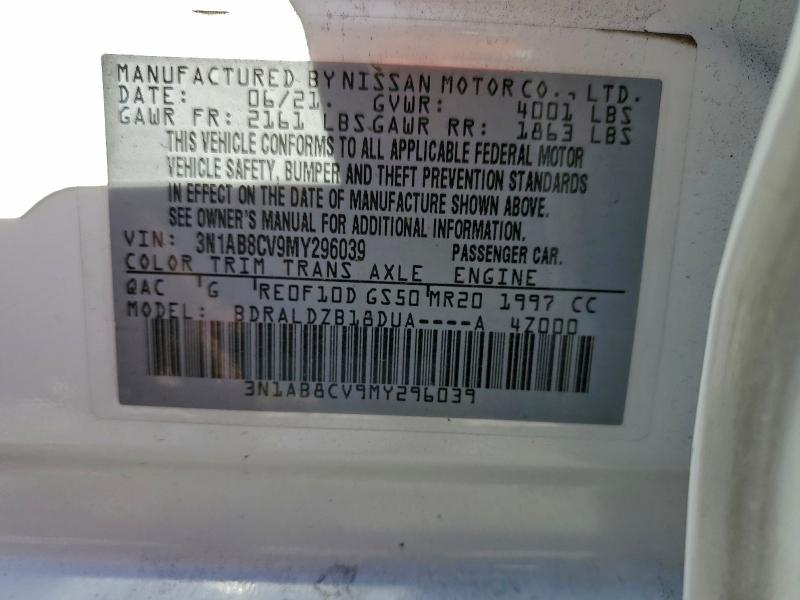 MANUFACTURED BY NISSAN MOTOR CO., LTD.
DATE: 06/21. GVWR: 4001 LBS
GAWR FR: 2161 LBS GAWR RR: 1863 LBS
THIS VEHICLE CONFORMS TO ALL APPLICABLE FEDERAL MOTOR
VEHICLE SAFETY, BUMPER AND THEFT PREVENTION STANDARDS
IN EFFECT ON THE DATE OF MANUFACTURE SHOWN ABOVE.
SEE OWNER'S MANUAL FOR ADDITIONAL INFORMATION.
VIN: 3N1AB8CV9MY296039 PASSENGER CAR.
COLOR TRIM TRANS AXLE ENGINE
QAC G RE0F10D GS50 MR20 1997 CC
MODEL: BDRALDZB18DUA----A 4Z000
3N1AB8CV9MY296039